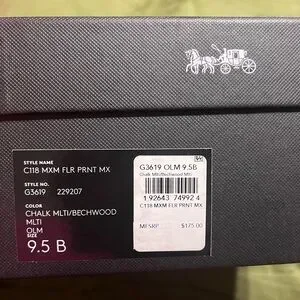 STYLE NAME
C118 MXM FLR PRNT MX
STYLE NO.
G3619 229207
COLOR
CHALK MLTI/BECHWOOD
MLTI
OLM
SIZE
9.5 B
G3619 OLM 9.5B
Chalk Mlti/Bechwood Mlti
1 92643 74992 4
C118 MXM FLR PRNT MX
MFSRP $175.00